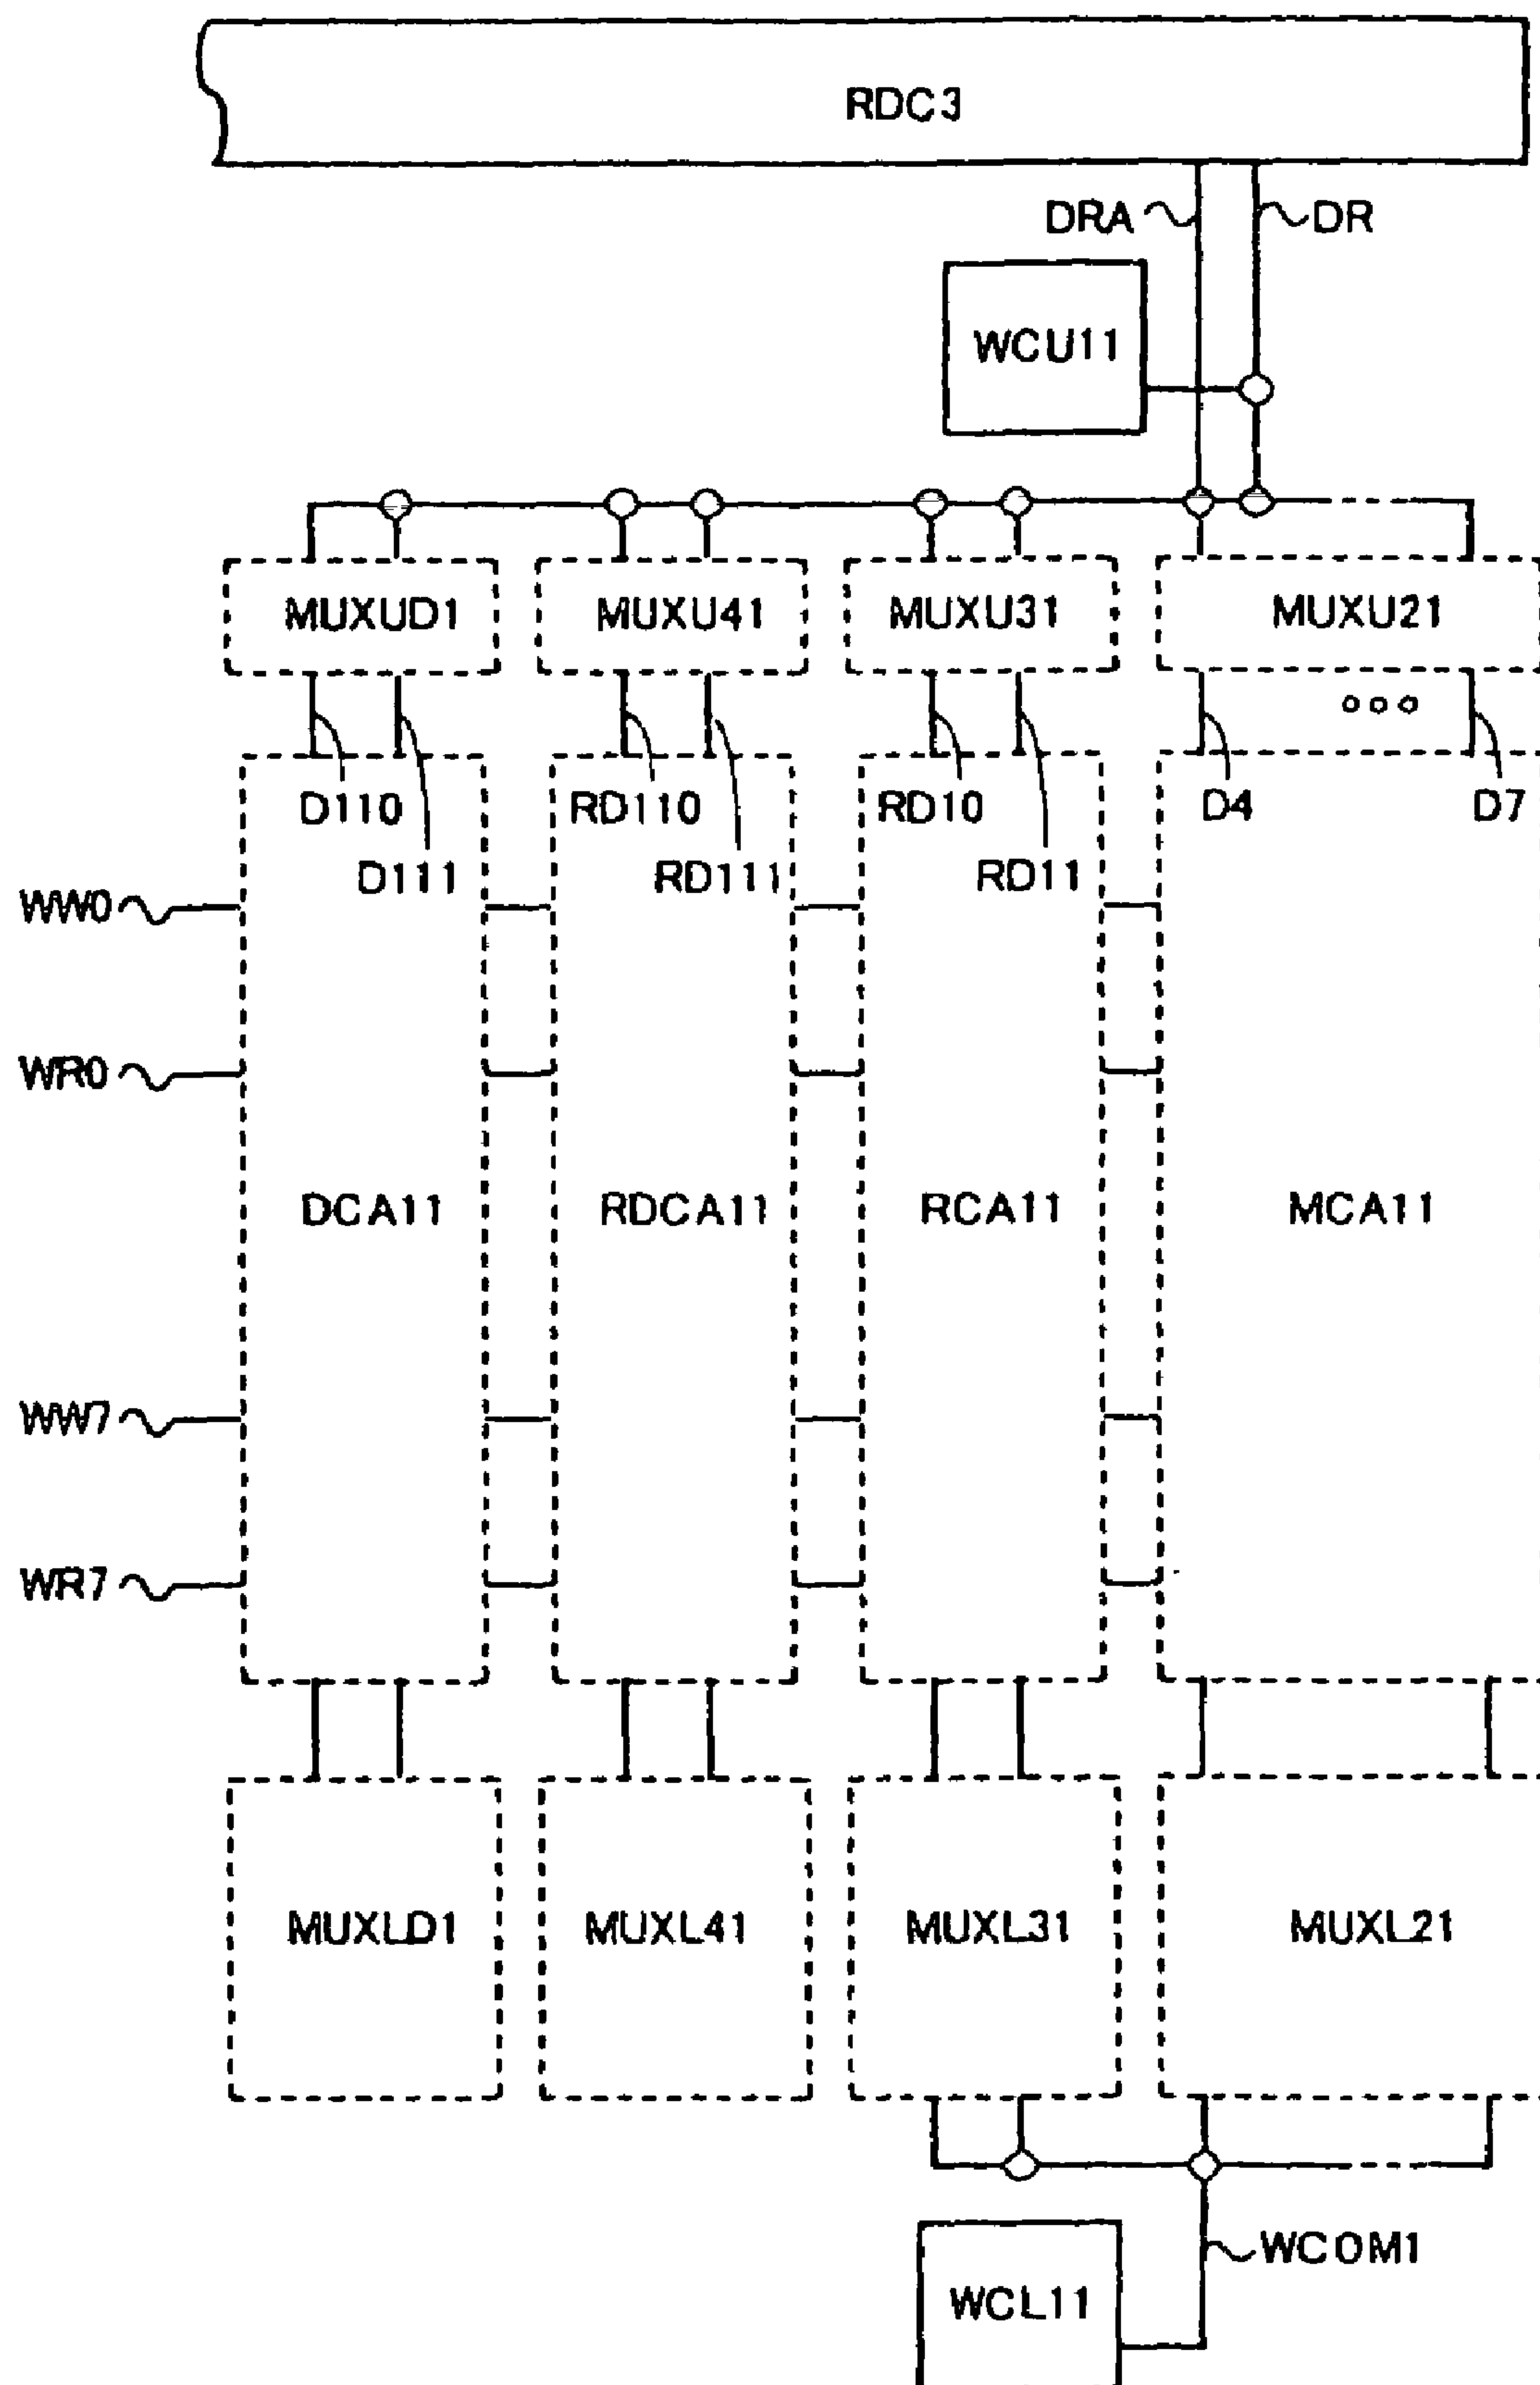 RDC3
DRA DR
WCU11
MUXUD1 MUXU41 MUXU31 MUXU21
D110 RD110 RD10 D4 D7
D111 RD111 RD11
WW0
WR0
DCA11 RDCA11 RCA11 MCA11
WW7
WR7
MUXLD1 MUXL41 MUXL31 MUXL21
WCOM1
WCL11